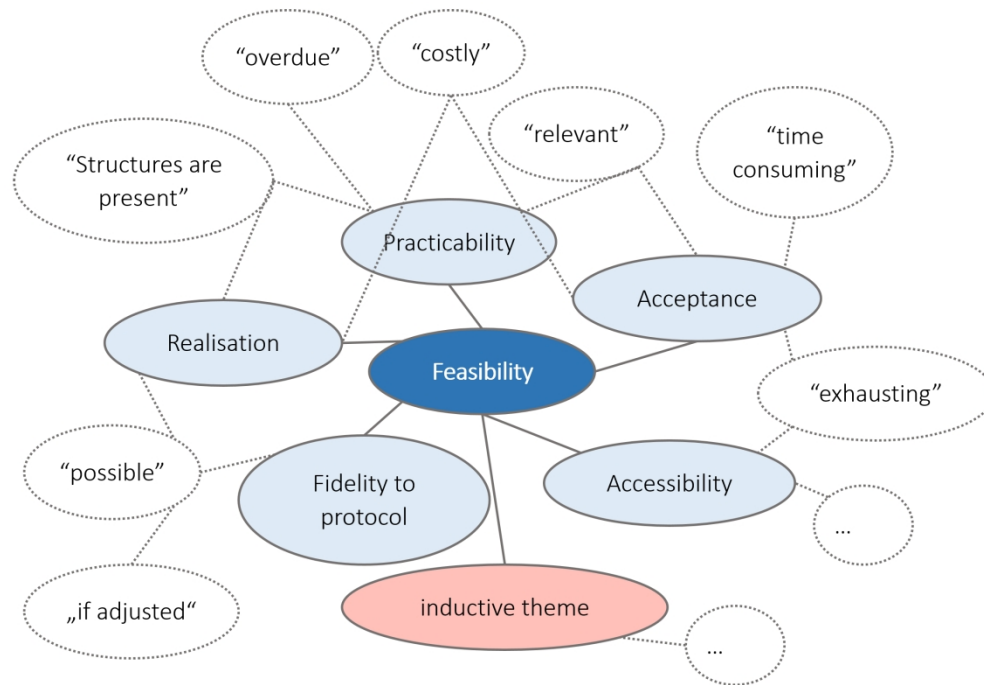 “overdue”
“costly”
“relevant”
“time
consuming”
“Structures are
present”
Practicability
Acceptance
Realisation
Feasibility
“exhausting”
“possible”
Fidelity to
protocol
Accessibility
...
„if adjusted“
inductive theme
...